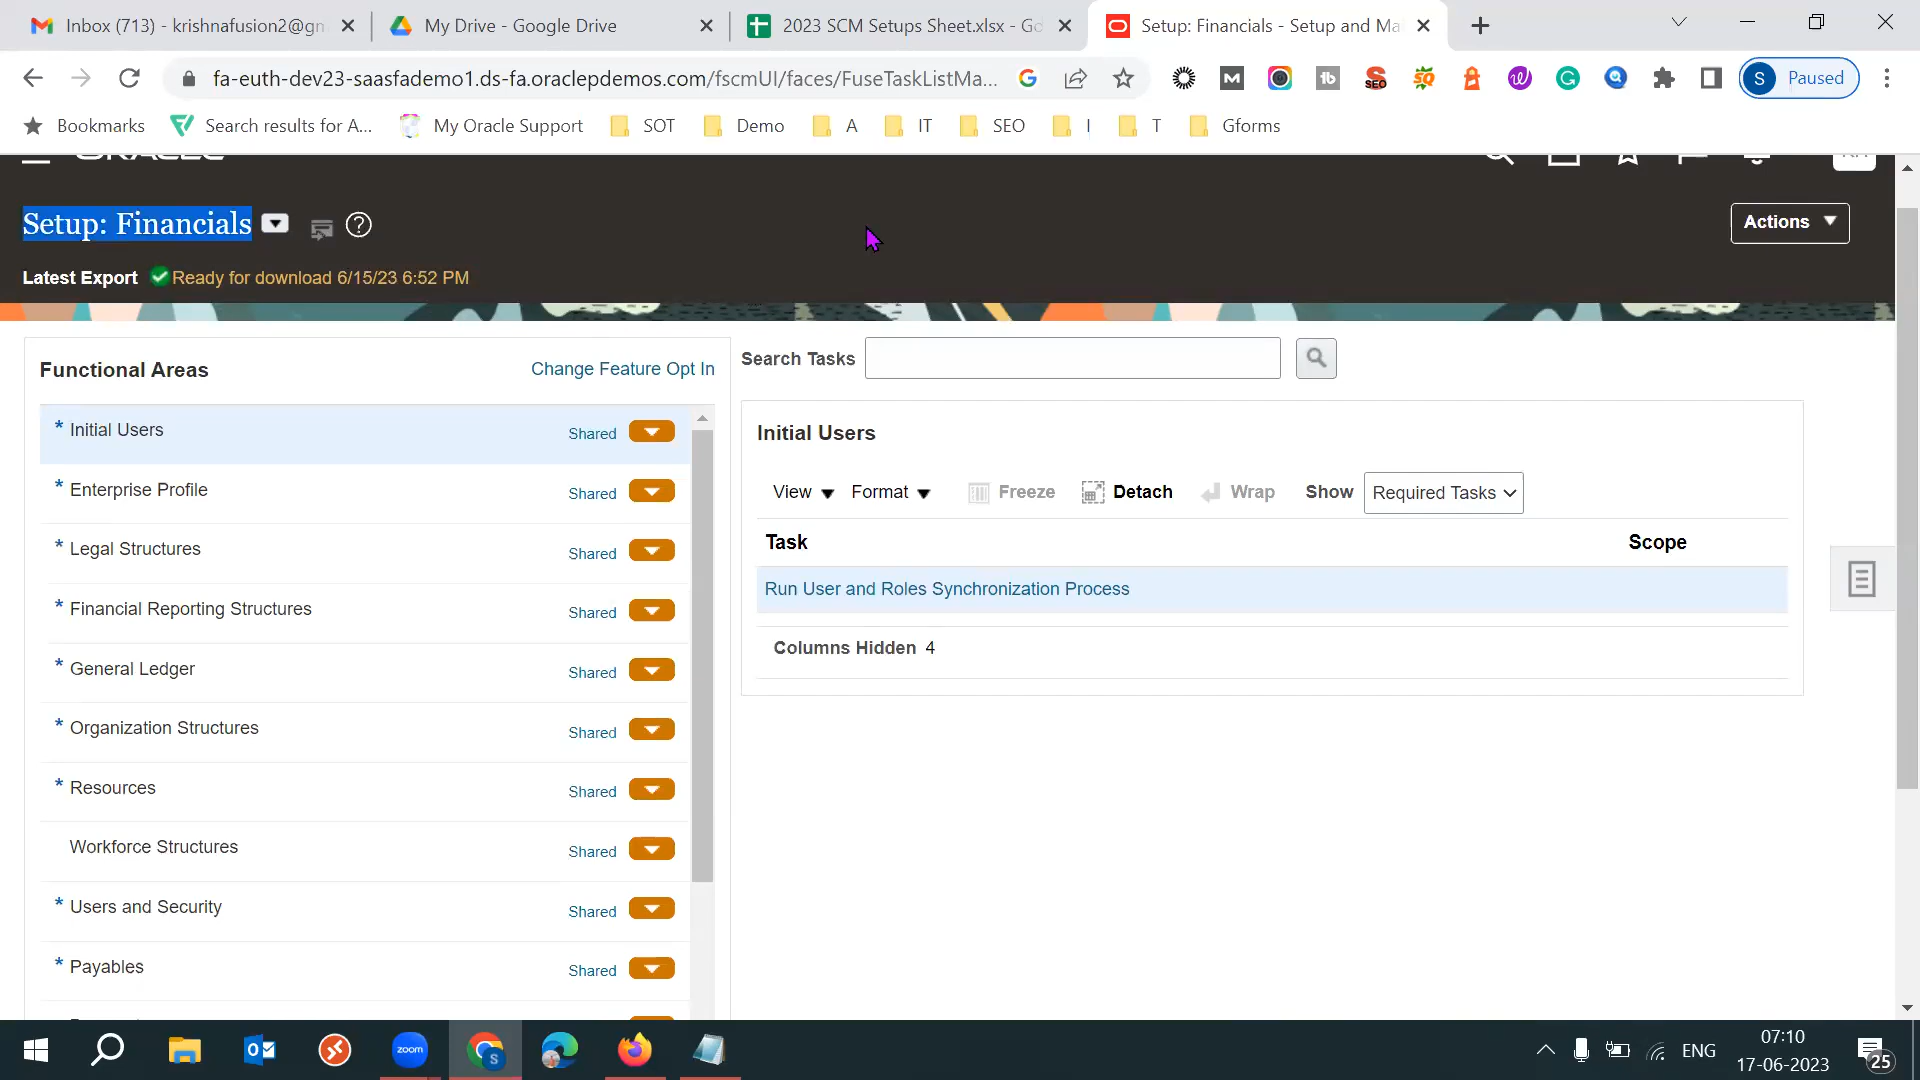 Inbox (713) - krishnafusion2@gm
My Drive - Google Drive
2023 SCM Setups Sheet.xlsx - Go
Setup: Financials - Setup and Mai
fa-euth-dev23-saasfademo1.ds-fa.oraclepdemos.com/fscmUI/faces/FuseTaskListMa...
S Paused
Bookmarks
Search results for A...
My Oracle Support
SOT
Demo
A
IT
SEO
I
T
Gforms
ORACLE
Setup: Financials
Actions
Latest Export Ready for download 6/15/23 6:52 PM
Functional Areas
Change Feature Opt In
Search Tasks
* Initial Users Shared
* Enterprise Profile Shared
* Legal Structures Shared
* Financial Reporting Structures Shared
* General Ledger Shared
* Organization Structures Shared
* Resources Shared
Workforce Structures Shared
* Users and Security Shared
* Payables Shared
Initial Users
View Format Freeze Detach Wrap Show Required Tasks
Task Scope
Run User and Roles Synchronization Process
Columns Hidden 4
zoom
ENG
07:10
17-06-2023
25